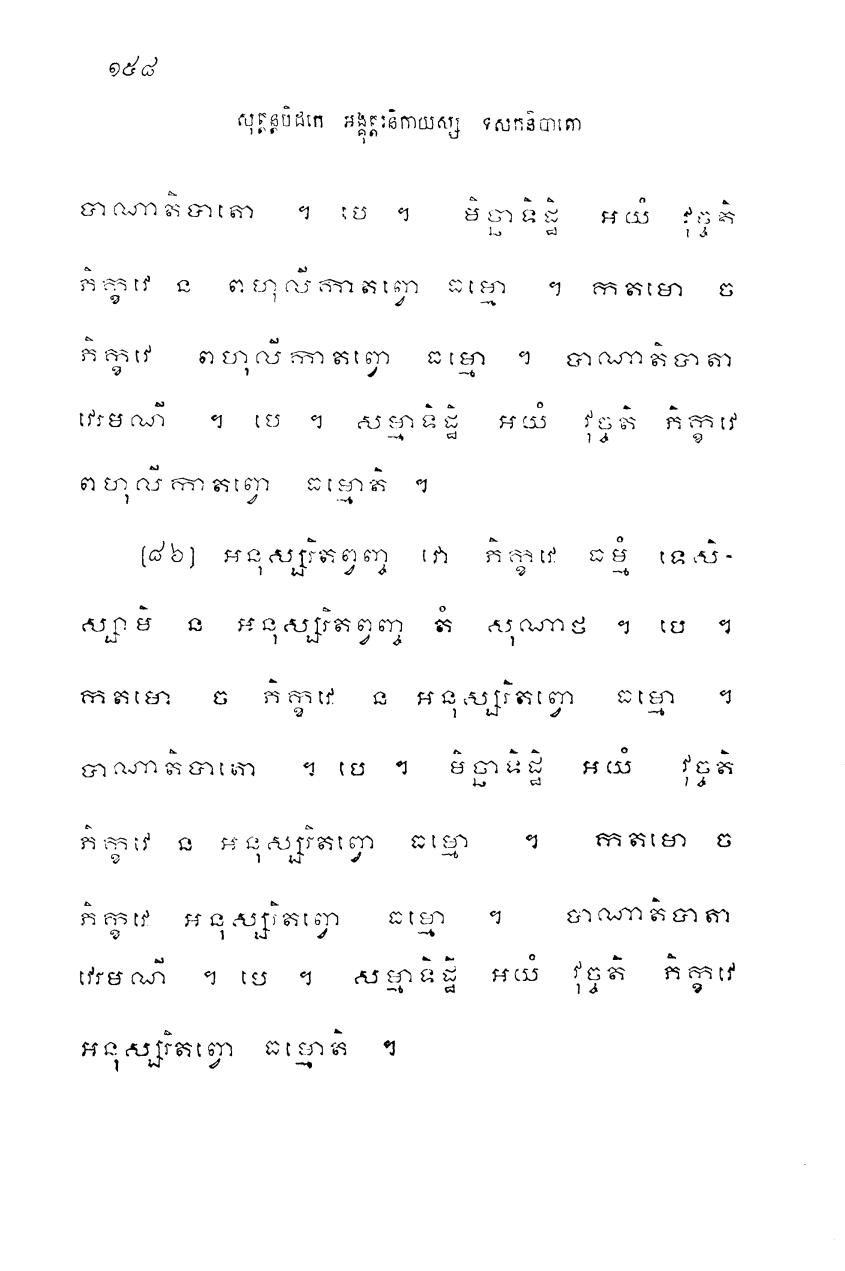 ១៥៨
សុត្តន្តបិដកេ អង្គុត្តរនិកាយស្ស ទសកនិបាតោ
បាណាតិបាតោ ។ បេ ។ មិច្ឆាទិដ្ឋិ អយំ វុច្ចតិ
ភិក្ខវេ ន ពហុលីកាតព្វោ ធម្មោ ។ កតមោ ច
ភិក្ខវេ ពហុលីកាតព្វោ ធម្មោ ។ បាណាតិបាតា
វេរមណី ។ បេ ។ សម្មាទិដ្ឋិ អយំ វុច្ចតិ ភិក្ខវេ
ពហុលីកាតព្វោ ធម្មោតិ ។
[៨៦] អនុស្សរិតព្វញ្ច វោ ភិក្ខវេ ធម្មំ ទេសិ-
ស្សាមិ ន អនុស្សរិតព្វញ្ច តំ សុណាថ ។ បេ ។
កតមោ ច ភិក្ខវេ ន អនុស្សរិតព្វោ ធម្មោ ។
បាណាតិបាតោ ។ បេ ។ មិច្ឆាទិដ្ឋិ អយំ វុច្ចតិ
ភិក្ខវេ ន អនុស្សរិតព្វោ ធម្មោ ។ កតមោ ច
ភិក្ខវេ អនុស្សរិតព្វោ ធម្មោ ។ បាណាតិបាតា
វេរមណី ។ បេ ។ សម្មាទិដ្ឋិ អយំ វុច្ចតិ ភិក្ខវេ
អនុស្សរិតព្វោ ធម្មោតិ ។